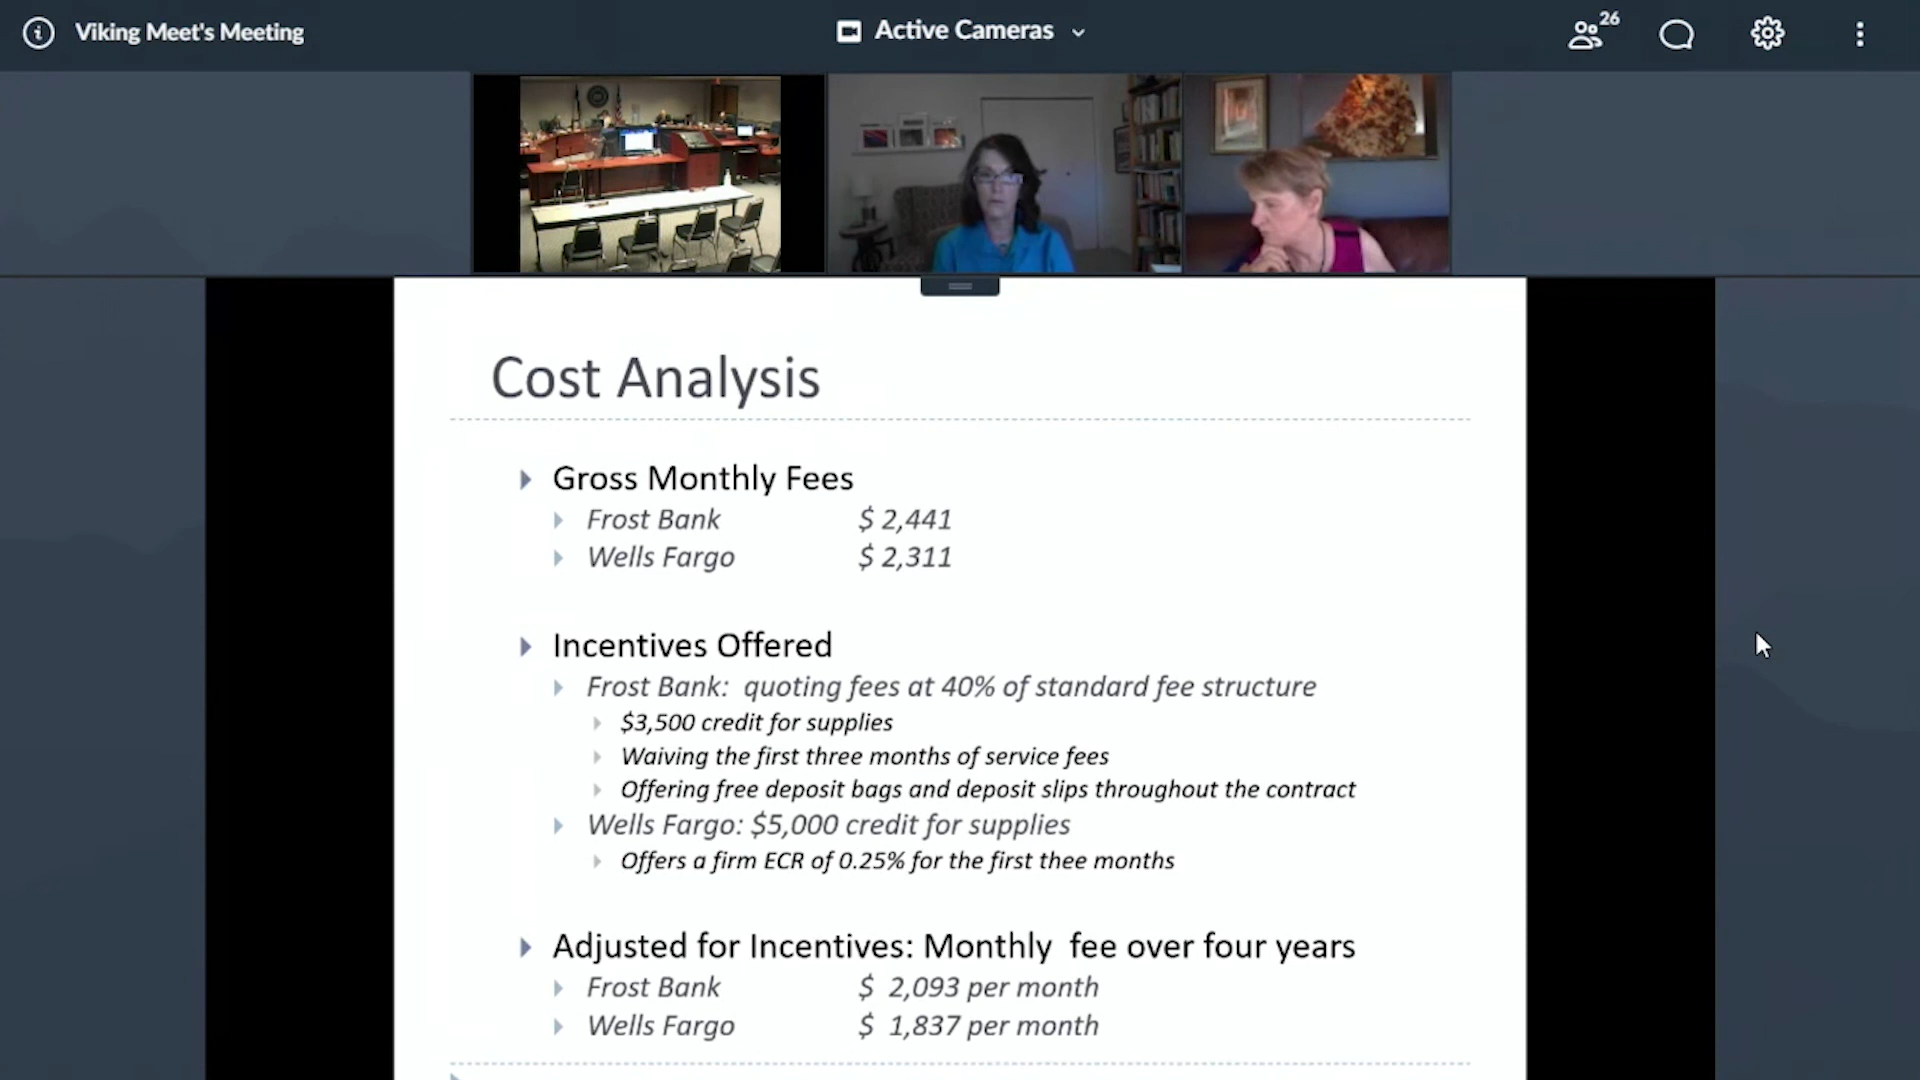 Viking Meet's Meeting
Active Cameras
26
Cost Analysis
Gross Monthly Fees
Frost Bank $ 2,441
Wells Fargo $ 2,311
Incentives Offered
Frost Bank: quoting fees at 40% of standard fee structure
$3,500 credit for supplies
Waiving the first three months of service fees
Offering free deposit bags and deposit slips throughout the contract
Wells Fargo: $5,000 credit for supplies
Offers a firm ECR of 0.25% for the first thee months
Adjusted for Incentives: Monthly fee over four years
Frost Bank $ 2,093 per month
Wells Fargo $ 1,837 per month